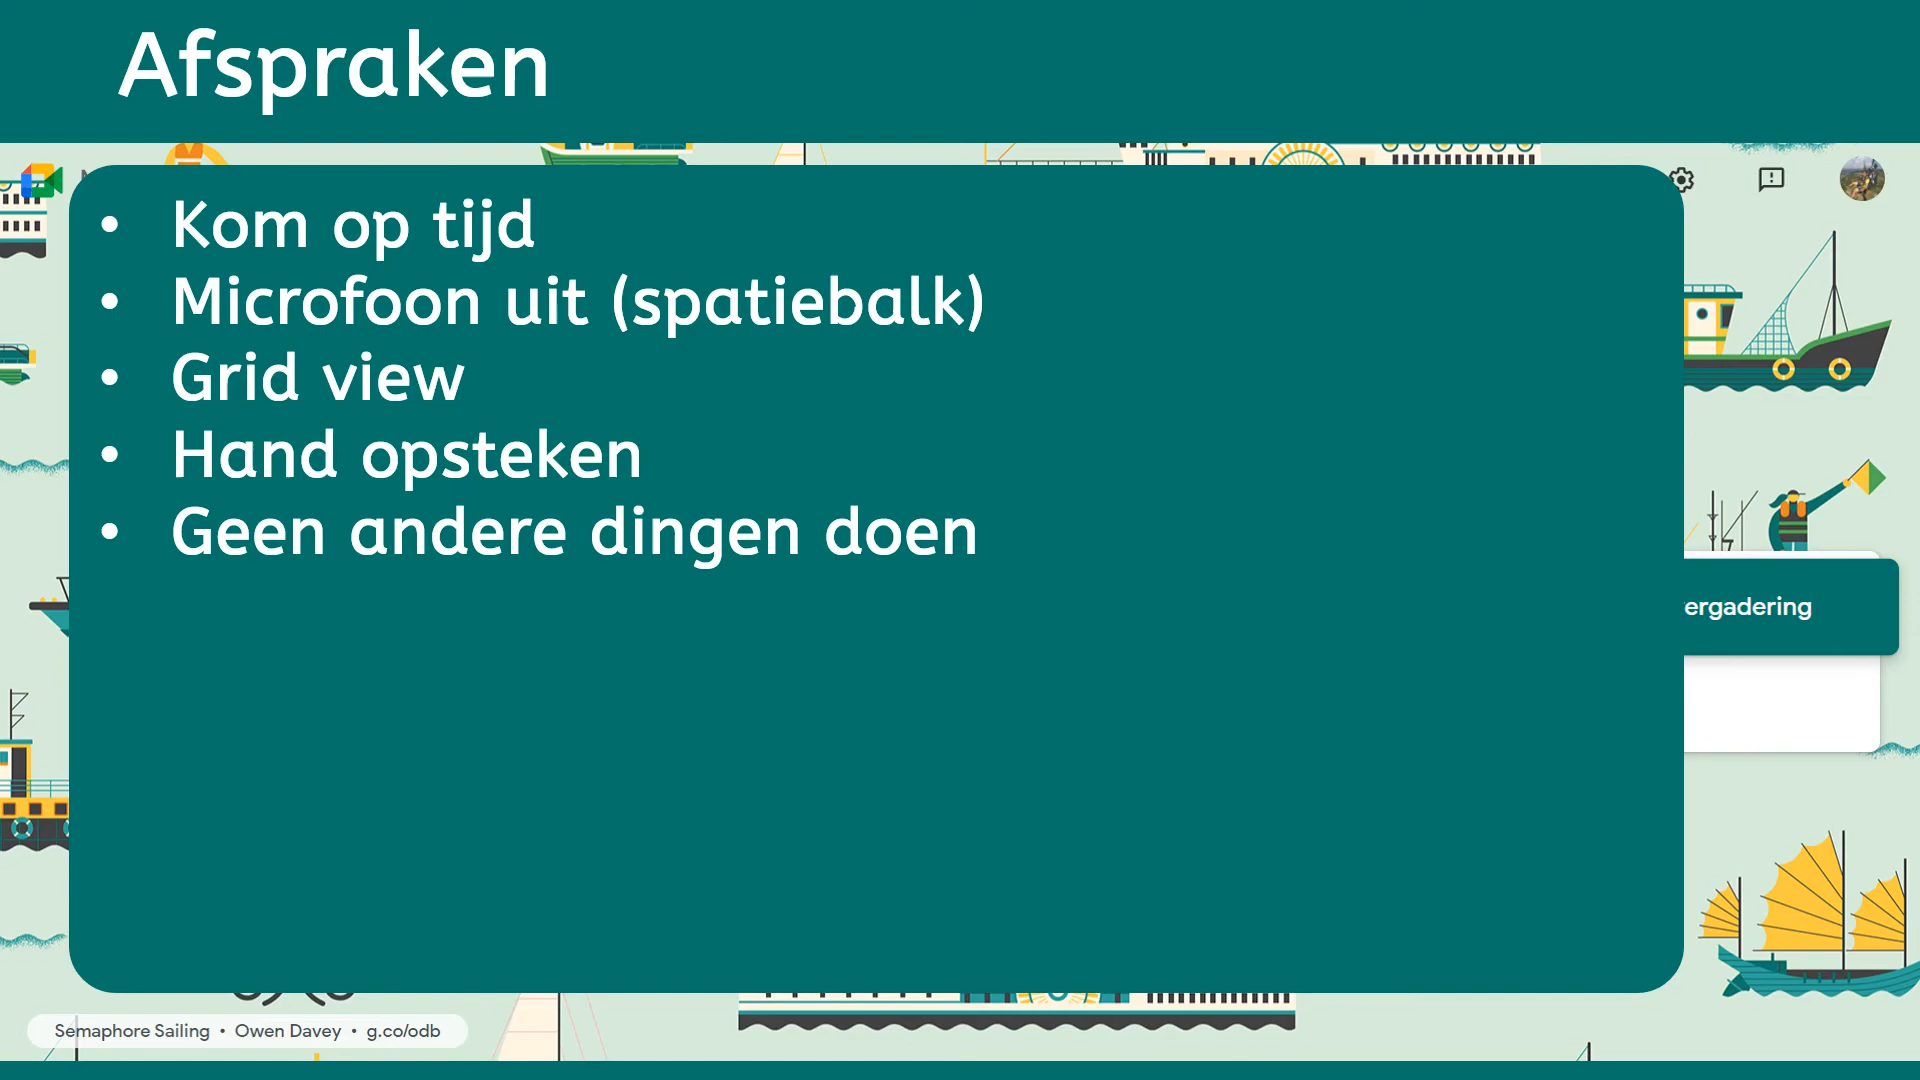 Afspraken
• Kom op tijd
• Microfoon uit (spatiebalk)
• Grid view
• Hand opsteken
• Geen andere dingen doen
ergadering
Semaphore Sailing • Owen Davey • g.co/odb